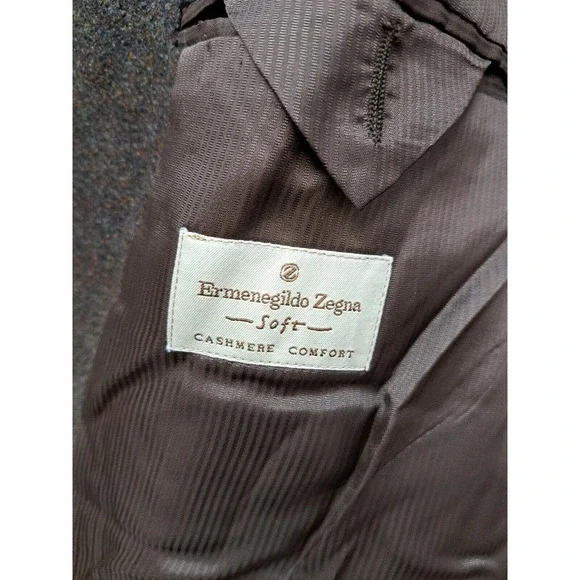 Z
Ermenegildo Zegna
— Soft —
CASHMERE COMFORT